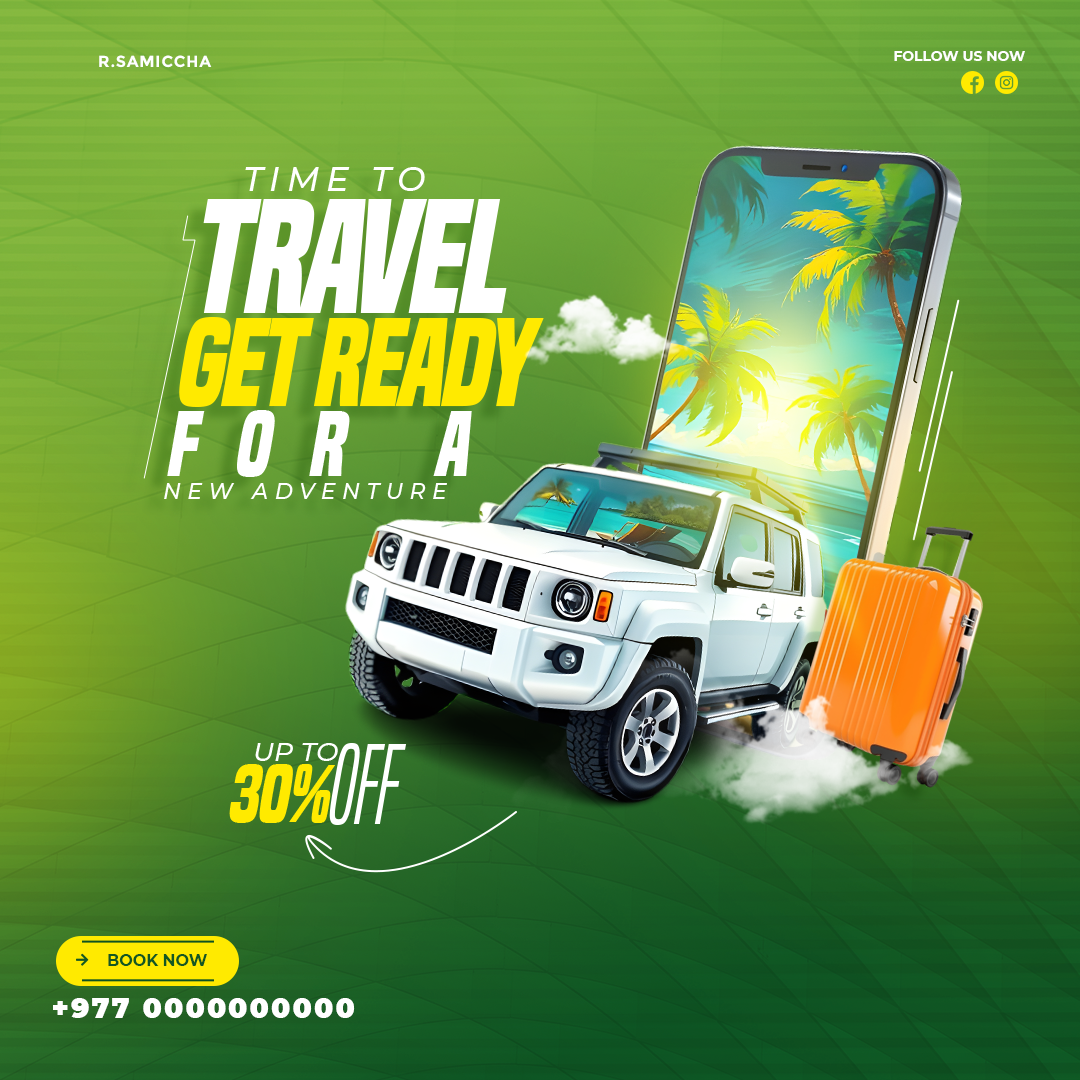 R.SAMICCHA
FOLLOW US NOW
TIME TO
TRAVEL
GET READY
FOR A
NEW ADVENTURE
UP TO
30% OFF
BOOK NOW
+977 0000000000